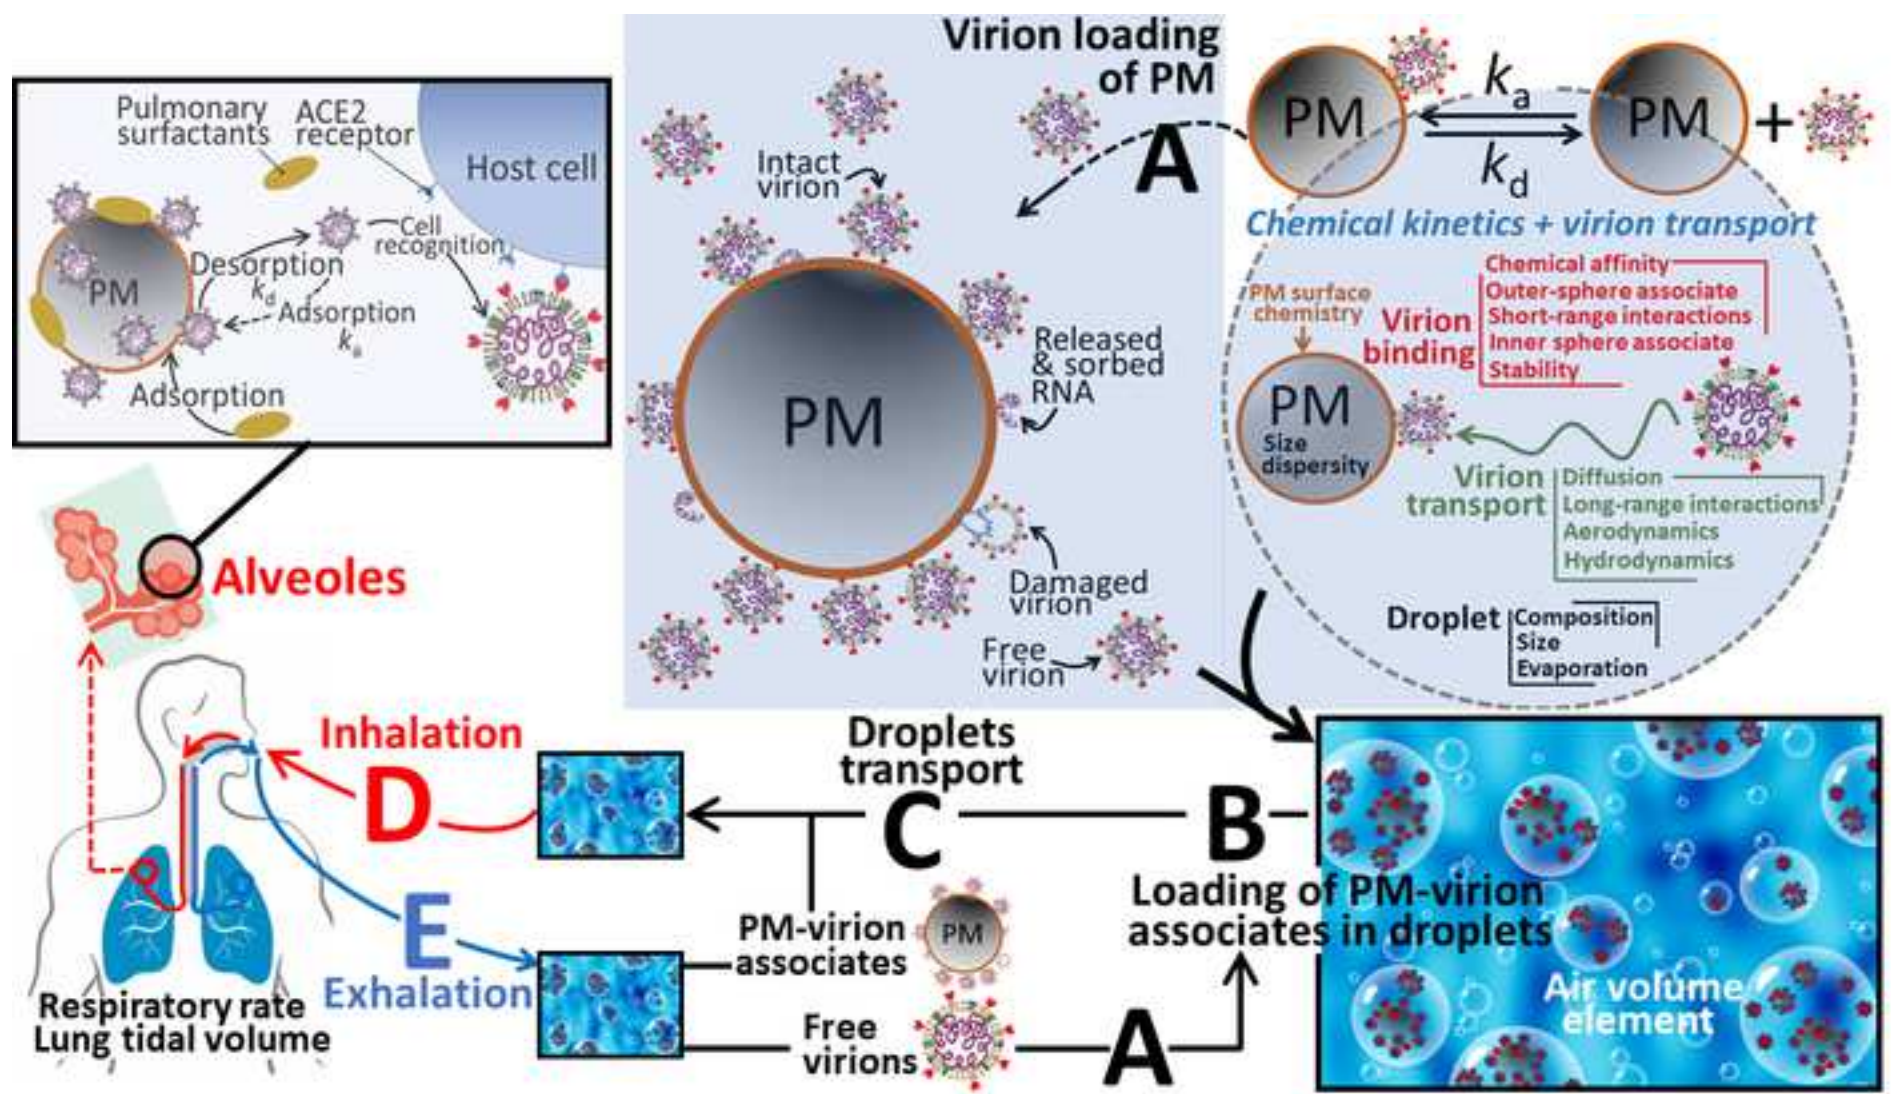 Pulmonary
surfactants
ACE2
receptor
Host cell
Cell
recognition
Desorption
kd
PM
Adsorption
ka
Adsorption
Virion loading
of PM
A
Intact
virion
PM
Released
& sorbed
RNA
Damaged
virion
Free
virion
PM
ka
kd
PM
+
Chemical kinetics + virion transport
PM surface
chemistry
Virion
binding
Chemical affinity
Outer-sphere associate
Short-range interactions
Inner sphere associate
Stability
PM
Size
dispersity
Virion
transport
Diffusion
Long-range interactions
Aerodynamics
Hydrodynamics
Droplet
Composition
Size
Evaporation
Alveoles
Inhalation
D
Droplets
transport
C
B
Loading of PM-virion
associates in droplets
Air volume
element
E
Exhalation
PM-virion
associates
PM
Free
virions
A
Respiratory rate
Lung tidal volume